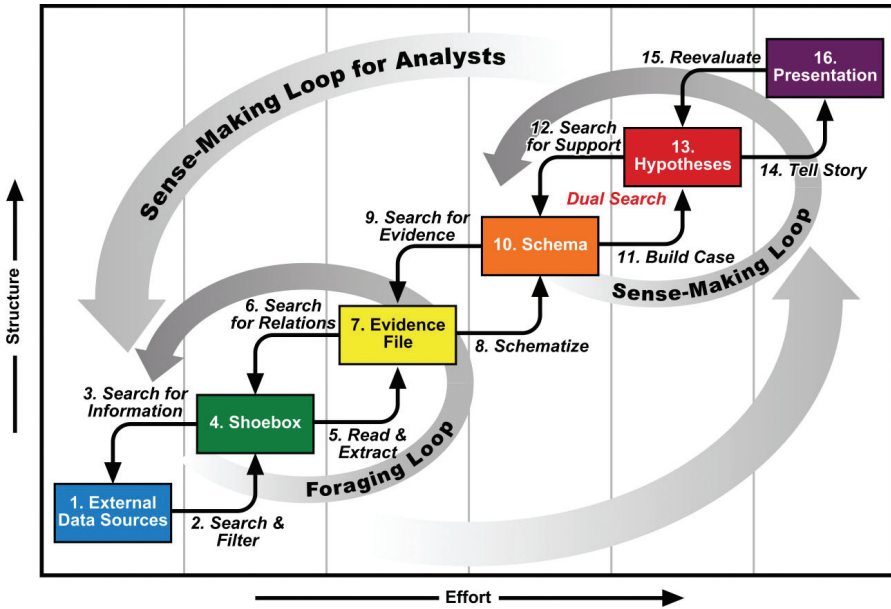 Sense-Making Loop for Analysts
15. Reevaluate
16.
Presentation
12. Search
for Support
13.
Hypotheses
14. Tell Story
Dual Search
9. Search for
Evidence
10. Schema
11. Build Case
Sense-Making Loop
6. Search
for Relations
7. Evidence
File
8. Schematize
3. Search for
Information
4. Shoebox
5. Read &
Extract
Foraging Loop
1. External
Data Sources
2. Search &
Filter
Structure
Effort